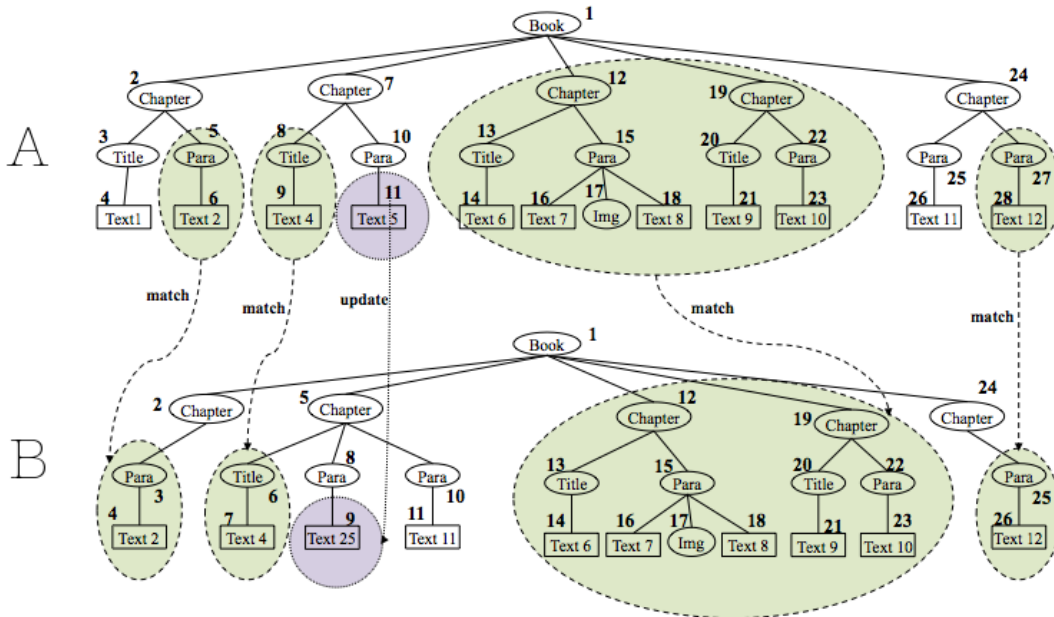 Book 1
2 7 12 24
Chapter Chapter Chapter 19 Chapter Chapter
3 5 8 10 13 15 20 22
Title Para Title Para Title Para Title Para Para 25 Para 27
4 6 9 11 14 16 17 18 21 23 26 28
Text1 Text 2 Text 4 Text 5 Text 6 Text 7 Img Text 8 Text 9 Text 10 Text 11 Text 12
A
match match update match match
Book 1
2 Chapter 5 Chapter Chapter 12 19 Chapter 24 Chapter
B
Para 3 Title 6 8 Para Para 10 13 Title 15 Para 20 Title 22 Para Para 25
4 7 9 11 14 16 17 18 21 23 26
Text 2 Text 4 Text 25 Text 11 Text 6 Text 7 Img Text 8 Text 9 Text 10 Text 12